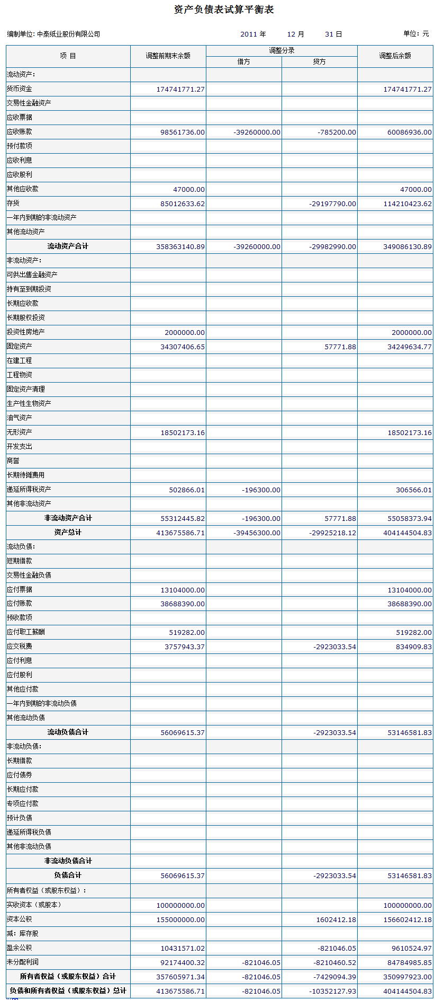 资产负债表试算平衡表
编制单位: 中泰纸业股份有限公司 2011 年 12 月 31 日 单位：元
项 目 调整前期末余额 调整分录 调整后余额
借方 贷方
流动资产：
货币资金 174741771.27 174741771.27
交易性金融资产
应收票据
应收账款 98561736.00 -39260000.00 -785200.00 60086936.00
预付款项
应收利息
应收股利
其他应收款 47000.00 47000.00
存货 85012633.62 -29197790.00 114210423.62
一年内到期的非流动资产
其他流动资产
流动资产合计 358363140.89 -39260000.00 -29982990.00 349086130.89
非流动资产：
可供出售金融资产
持有至到期投资
长期应收款
长期股权投资
投资性房地产 2000000.00 2000000.00
固定资产 34307406.65 57771.88 34249634.77
在建工程
工程物资
固定资产清理
生产性生物资产
油气资产
无形资产 18502173.16 18502173.16
开发支出
商誉
长期待摊费用
递延所得税资产 502866.01 -196300.00 306566.01
其他非流动资产
非流动资产合计 55312445.82 -196300.00 57771.88 55058373.94
资产总计 413675586.71 -39456300.00 -29925218.12 404144504.83
流动负债：
短期借款
交易性金融负债
应付票据 13104000.00 13104000.00
应付账款 38688390.00 38688390.00
预收款项
应付职工薪酬 519282.00 519282.00
应交税费 3757943.37 -2923033.54 834909.83
应付利息
应付股利
其他应付款
一年内到期的非流动负债
其他流动负债
流动负债合计 56069615.37 -2923033.54 53146581.83
非流动负债：
长期借款
应付债券
长期应付款
专项应付款
预计负债
递延所得税负债
其他非流动负债
非流动负债合计
负债合计 56069615.37 -2923033.54 53146581.83
所有者权益（或股东权益）：
实收资本（或股本） 100000000.00 100000000.00
资本公积 155000000.00 1602412.18 156602412.18
减：库存股
盈余公积 10431571.02 -821046.05 9610524.97
未分配利润 92174400.32 -821046.05 -8210460.52 84784985.85
所有者权益（或股东权益）合计 357605971.34 -821046.05 -7429094.39 350997923.00
负债和所有者权益（或股东权益）总计 413675586.71 -821046.05 -10352127.93 404144504.83